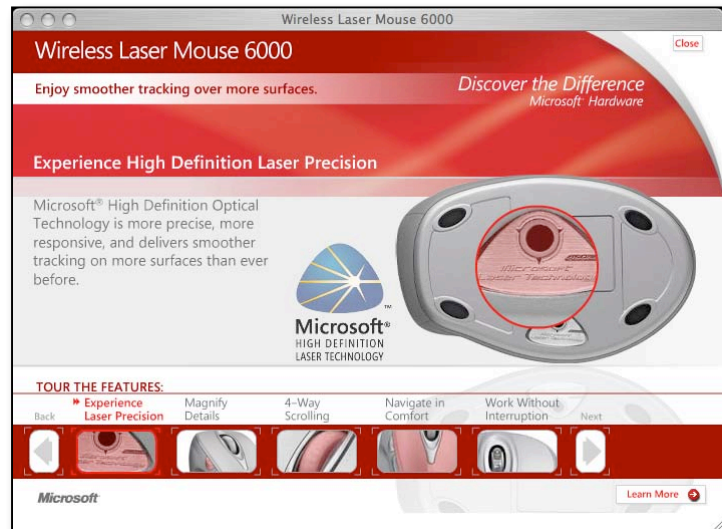 Wireless Laser Mouse 6000
Wireless Laser Mouse 6000
Close
Enjoy smoother tracking over more surfaces.
Discover the Difference
Microsoft® Hardware
Experience High Definition Laser Precision
Microsoft® High Definition Optical
Technology is more precise, more
responsive, and delivers smoother
tracking on more surfaces than ever
before.
Microsoft
Laser Technology
Microsoft®
HIGH DEFINITION
LASER TECHNOLOGY
™
TOUR THE FEATURES:
Back
Experience
Laser Precision
Magnify
Details
4-Way
Scrolling
Navigate in
Comfort
Work Without
Interruption
Next
Microsoft
Learn More